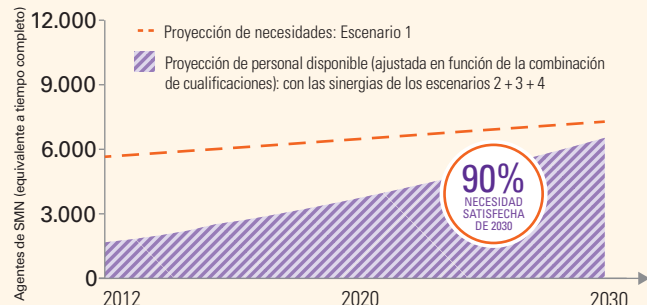 Agentes de SMN (equivalente a tiempo completo)
12.000
9.000
6.000
3.000
0
Proyección de necesidades: Escenario 1
Proyección de personal disponible (ajustada en función de la combinación
de cualificaciones): con las sinergias de los escenarios 2 + 3 + 4
90%
NECESIDAD
SATISFECHA
DE 2030
2012
2020
2030